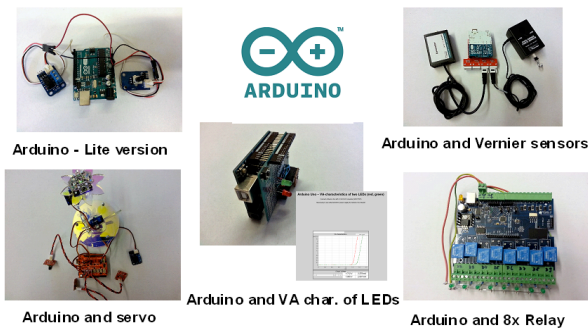 ARDUINO
TM
Arduino - Lite version
Arduino and Vernier sensors
Arduino and servo
Arduino and VA char. of LEDs
Arduino and 8x Relay